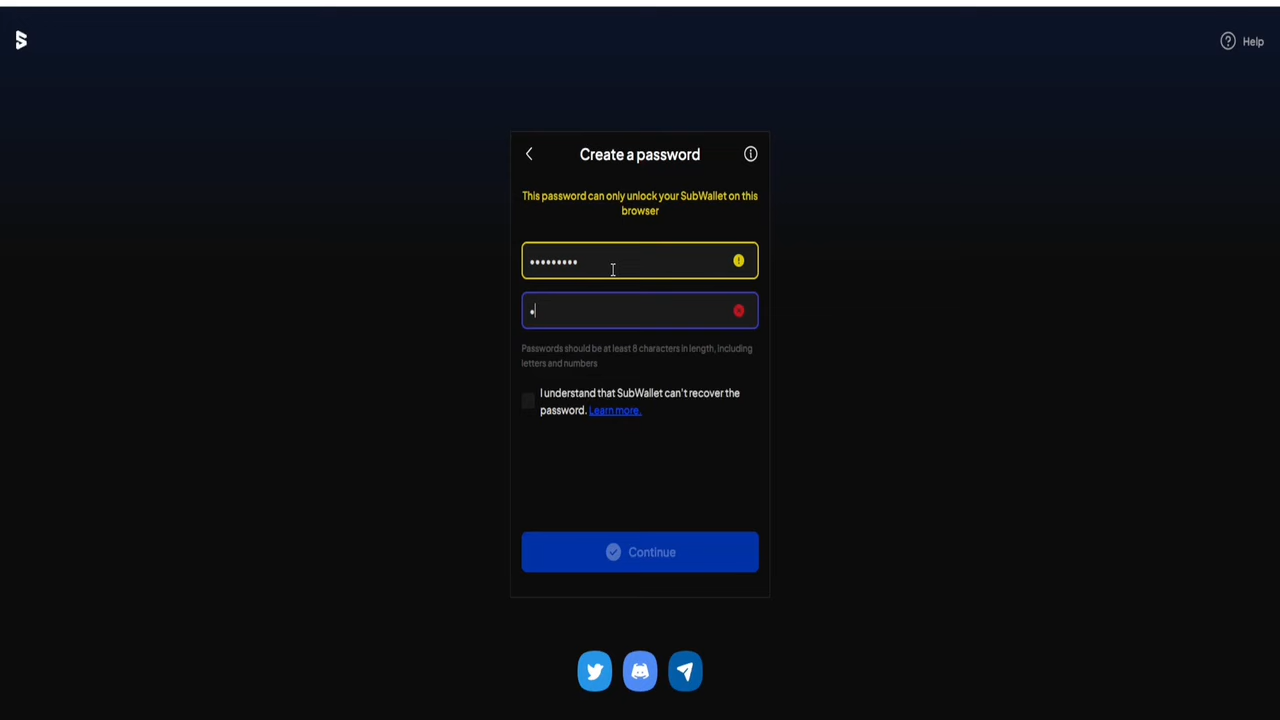 Help
Create a password
This password can only unlock your SubWallet on this
browser
•••••••••
•
Passwords should be at least 8 characters in length, including
letters and numbers
I understand that SubWallet can't recover the
password. Learn more.
Continue